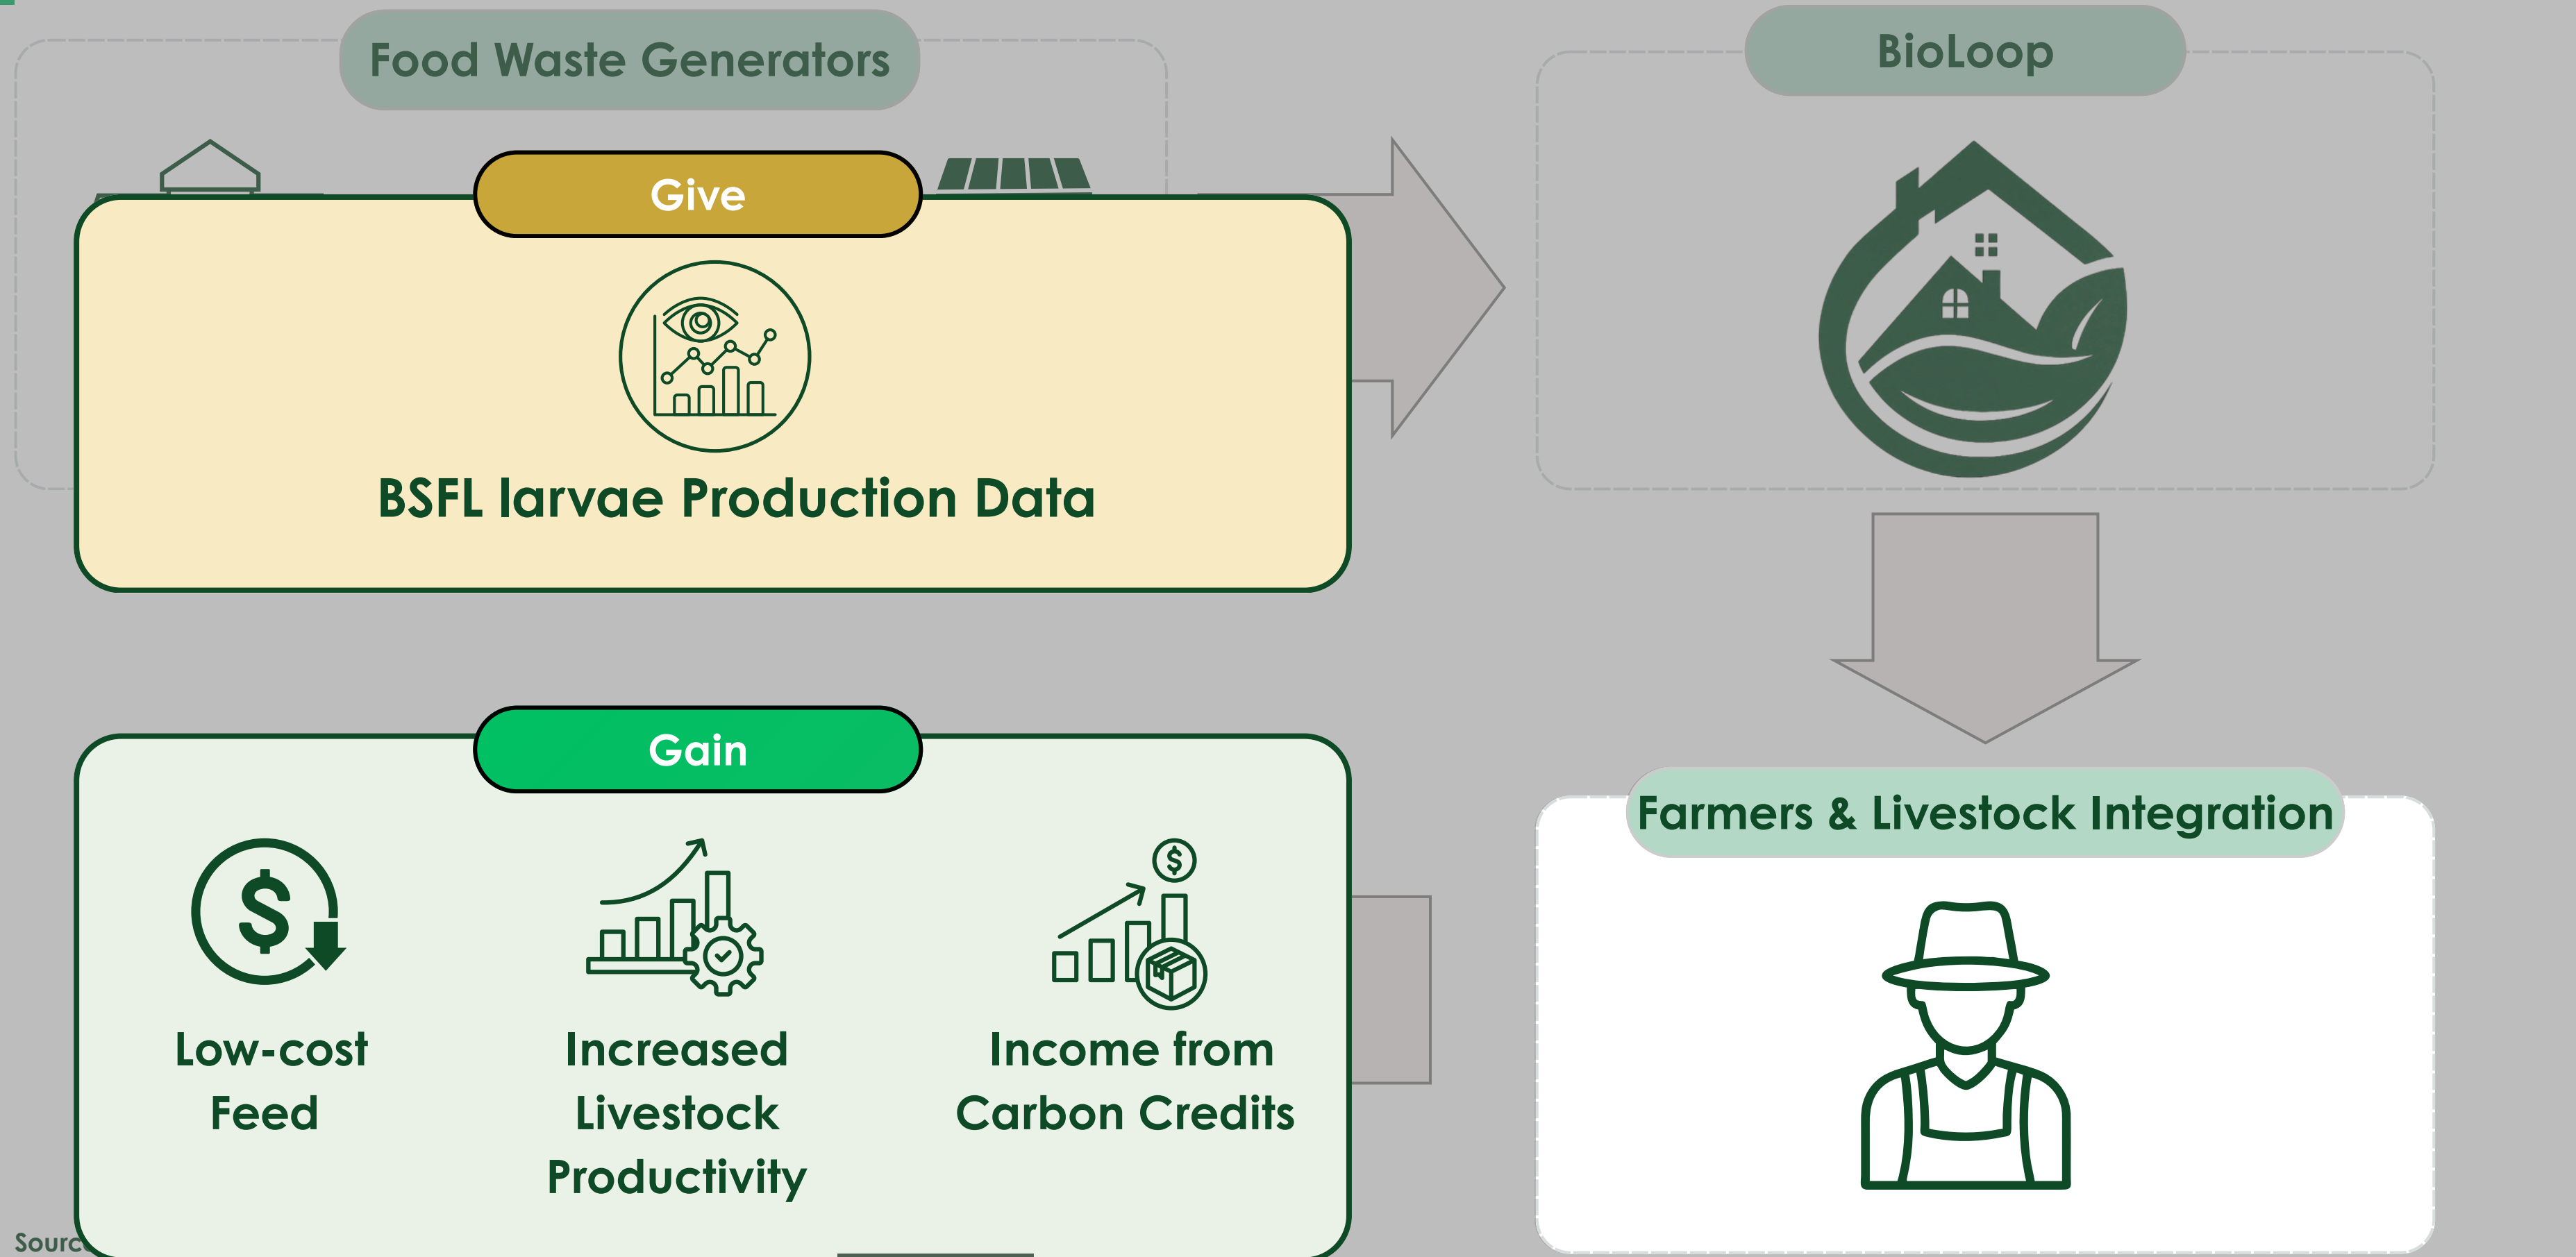 Food Waste Generators
BioLoop
Give
BSFL larvae Production Data
Gain
Low-cost
Feed
Increased
Livestock
Productivity
Income from
Carbon Credits
Farmers & Livestock Integration